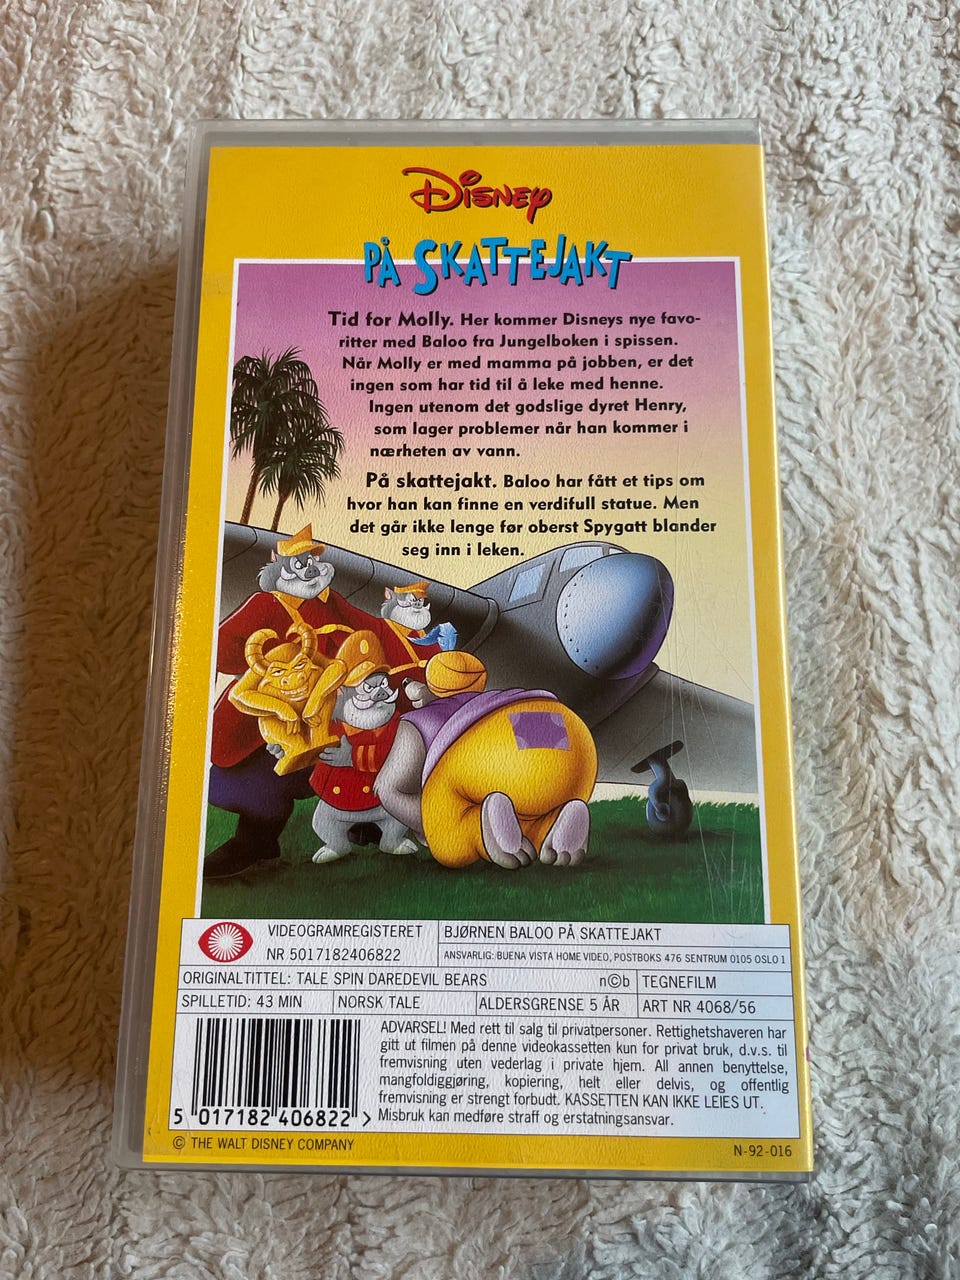 Disney
PÅ SKATTEJAKT
Tid for Molly. Her kommer Disneys nye favo-
ritter med Baloo fra Jungelboken i spissen.
Når Molly er med mamma på jobben, er det
ingen som har tid til å leke med henne.
Ingen utenom det godslige dyret Henry,
som lager problemer når han kommer i
nærheten av vann.
På skattejakt. Baloo har fått et tips om
hvor han kan finne en verdifull statue. Men
det går ikke lenge før oberst Spygatt blander
seg inn i leken.
VIDEOGRAMREGISTERET
NR 5017182406822
BJØRNEN BALOO PÅ SKATTEJAKT
ANSVARLIG: BUENA VISTA HOME VIDEO, POSTBOKS 476 SENTRUM 0105 OSLO 1
ORIGINALTITTEL: TALE SPIN DAREDEVIL BEARS
n©b
TEGNEFILM
SPILLETID: 43 MIN
NORSK TALE
ALDERSGRENSE 5 ÅR
ART NR 4068/56
ADVARSEL! Med rett til salg til privatpersoner. Rettighetshaveren har
gitt ut filmen på denne videokassetten kun for privat bruk, d.v.s. til
fremvisning uten vederlag i private hjem. All annen benyttelse,
mangfoldiggjøring, kopiering, helt eller delvis, og offentlig
fremvisning er strengt forbudt. KASSETTEN KAN IKKE LEIES UT.
Misbruk kan medføre straff og erstatningsansvar.
5 017182 406822 >
© THE WALT DISNEY COMPANY
N-92-016